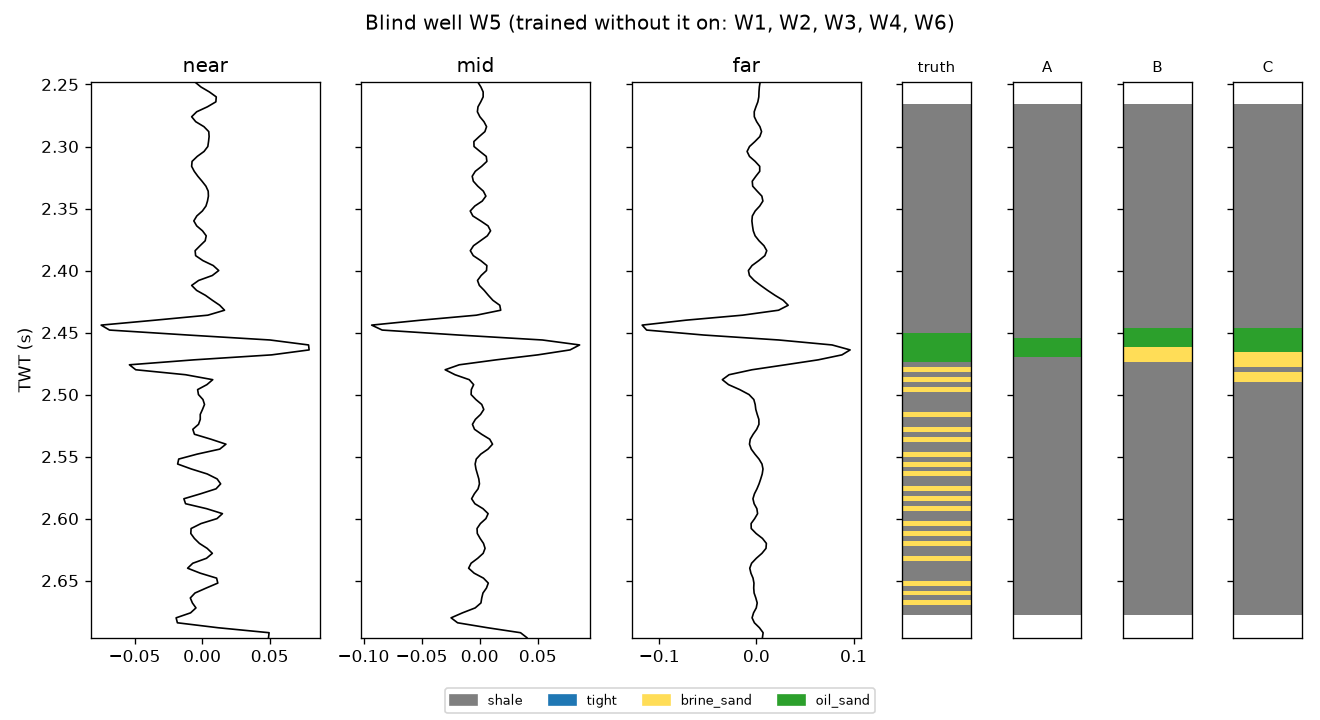 Blind well W5 (trained without it on: W1, W2, W3, W4, W6)
near mid far truth A B C
2.25
2.30
2.35
2.40
2.45
2.50
2.55
2.60
2.65
TWT (s)
−0.05 0.00 0.05 −0.10 −0.05 0.00 0.05 −0.1 0.0 0.1
shale tight brine_sand oil_sand